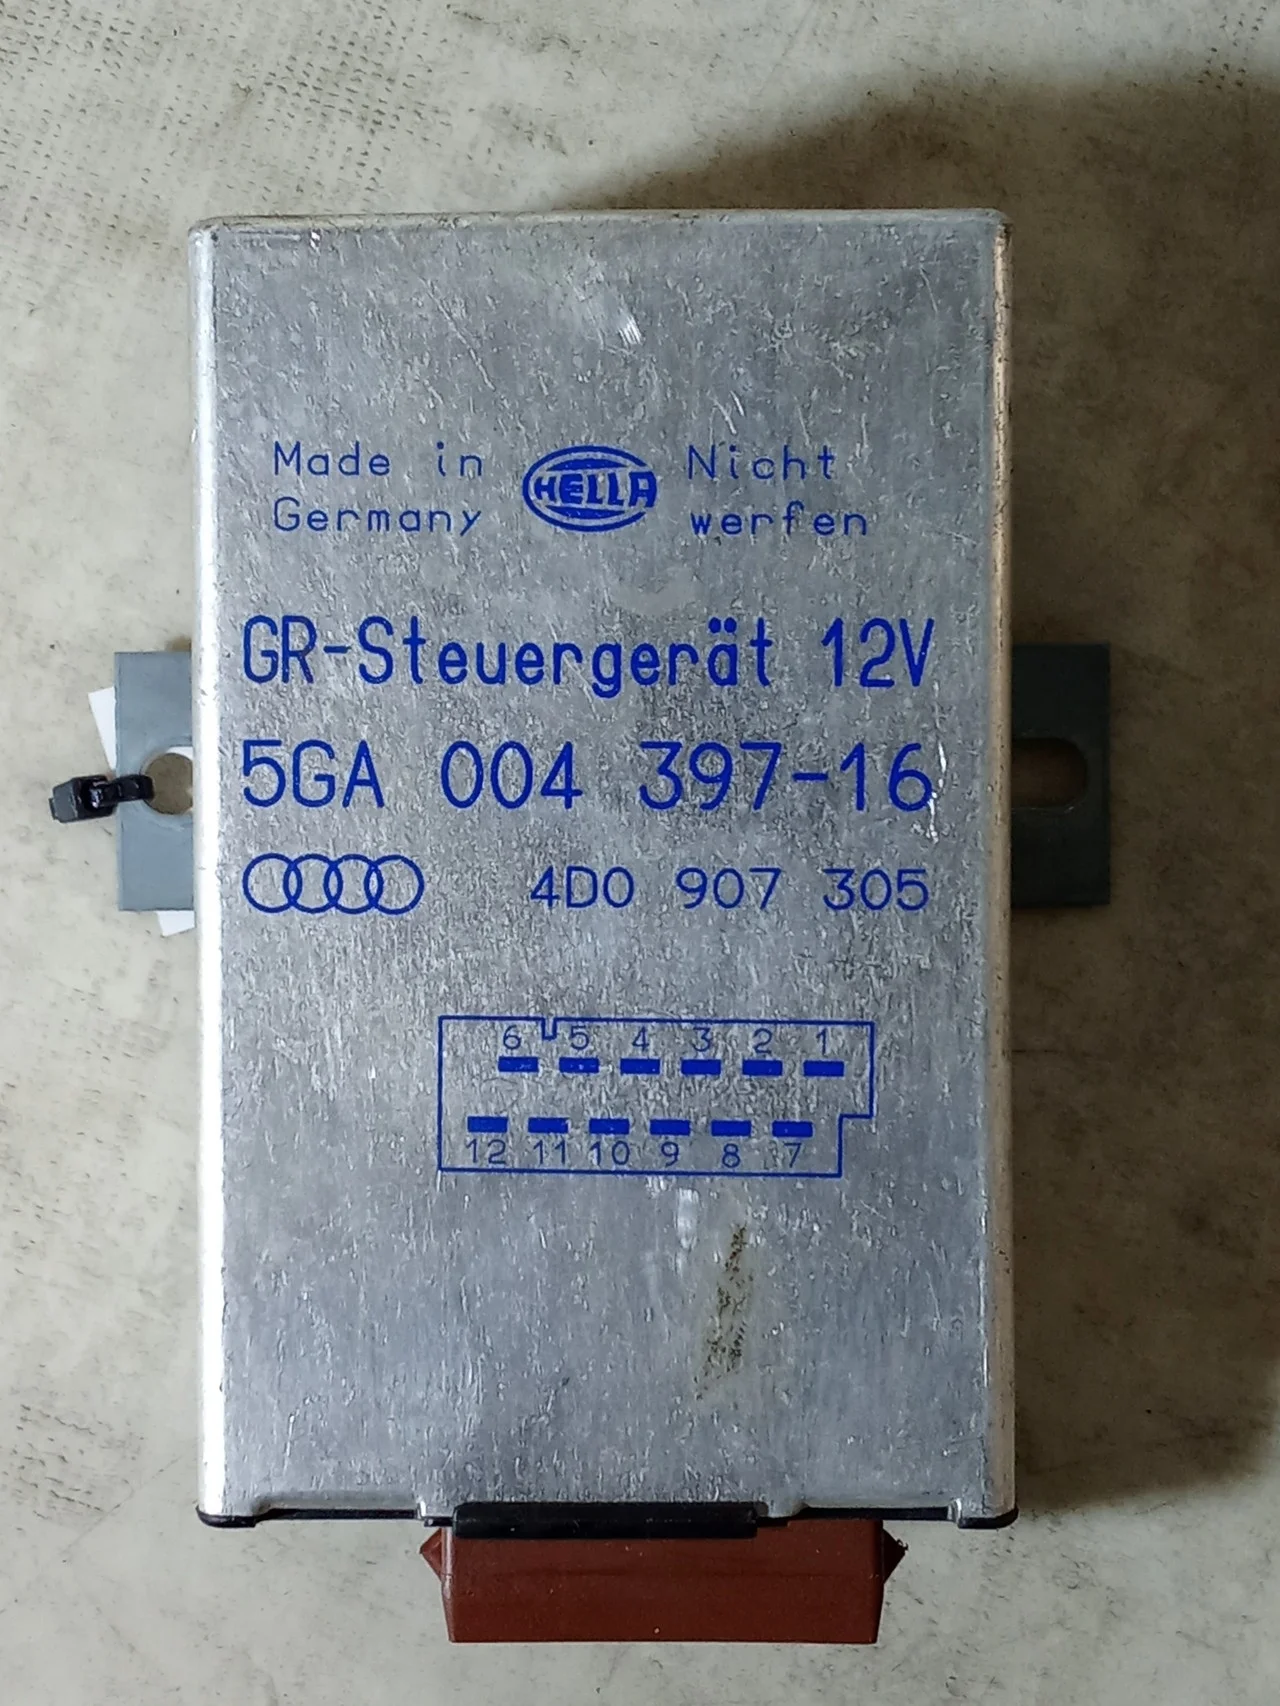 Made in HELLA Nicht
Germany werfen
GR-Steuergerät 12V
5GA 004 397-16
4D0 907 305
6 5 4 3 2 1
12 11 10 9 8 7